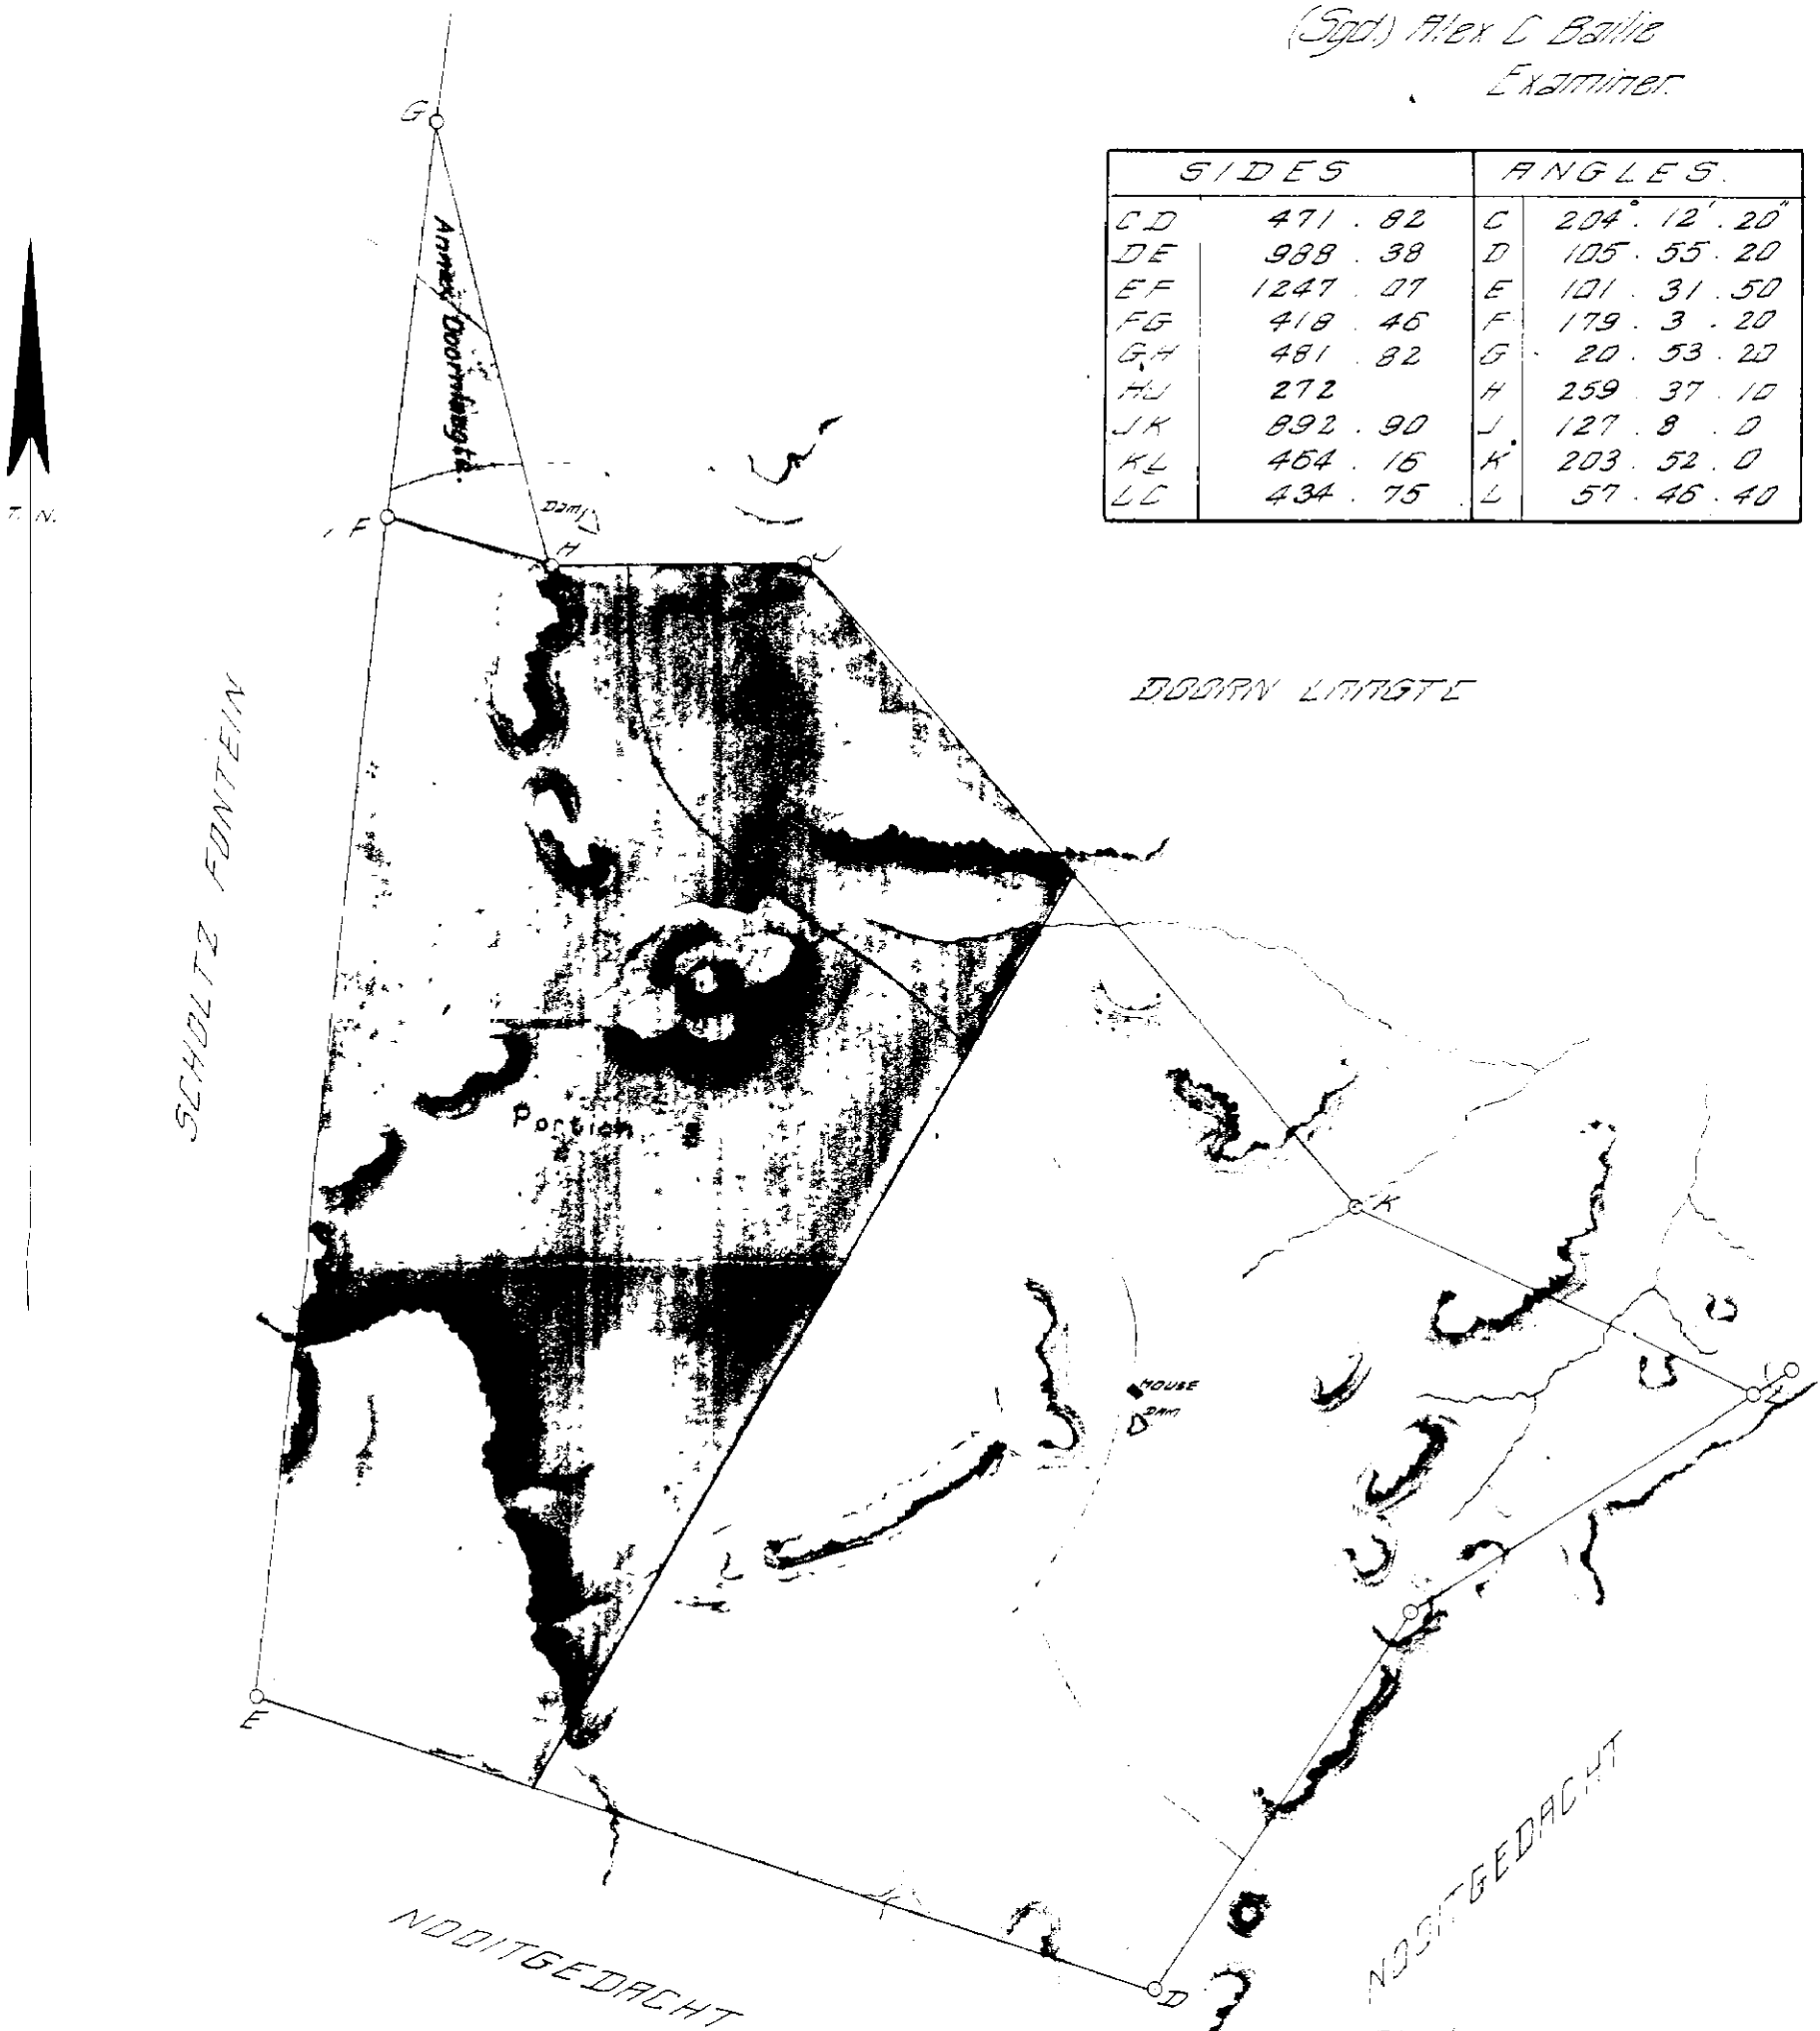 (Sgd.) Alex C Bailie
Examiner.
SIDES ANGLES.
CD 471.82 C 204° 12' 20"
DE 988.38 D 105.55.20
EF 1247.07 E 101.31.50
FG 418.46 F 179.3.20
GH 481.82 G 20.53.20
HJ 272 H 259.37.10
JK 892.90 J 127.8.0
KL 464.16 K 203.52.0
LC 434.75 L 57.46.40
G
Annex Doornlaagte.
T. N.
F
Dam
H
J
DOORN LAAGTE
SCHOLTZ FONTEIN
Portion
K
HOUSE
DAM
L
E
D
NOOITGEDACHT
NOOITGEDACHT